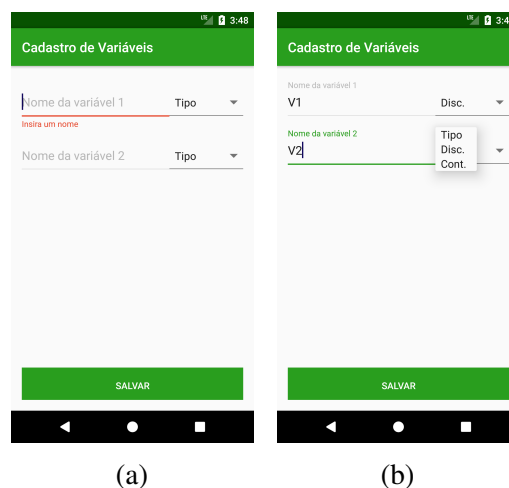 LTE 3:48
Cadastro de Variáveis
Nome da variável 1 Tipo
Insira um nome
Nome da variável 2 Tipo
SALVAR
(a)
LTE 3:4
Cadastro de Variáveis
Nome da variável 1
V1 Disc.
Nome da variável 2
V2
Tipo
Disc.
Cont.
SALVAR
(b)